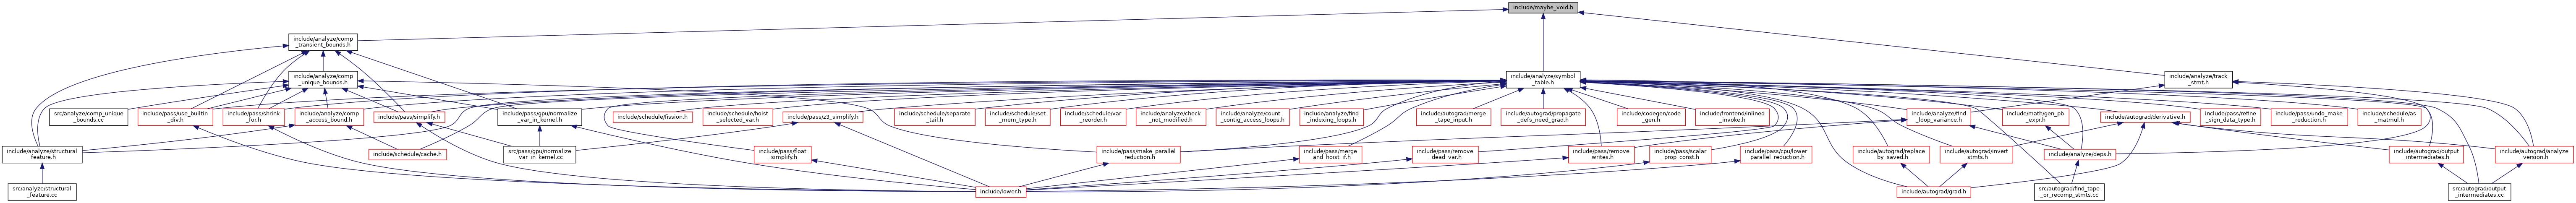 include/maybe_void.h
include/analyze/comp
_transient_bounds.h
include/analyze/comp
_unique_bounds.h
include/analyze/symbol
_table.h
include/analyze/track
_stmt.h
src/analyze/comp_unique
_bounds.cc
include/pass/use_builtin
_div.h
include/pass/shrink
_for.h
include/analyze/comp
_access_bound.h
include/pass/simplify.h
include/pass/gpu/normalize
_var_in_kernel.h
include/schedule/fission.h
include/schedule/hoist
_selected_var.h
include/pass/z3_simplify.h
include/schedule/separate
_tail.h
include/schedule/set
_mem_type.h
include/schedule/var
_reorder.h
include/analyze/check
_not_modified.h
include/analyze/count
_contig_access_loops.h
include/analyze/find
_indexing_loops.h
include/autograd/merge
_tape_input.h
include/autograd/propagate
_defs_need_grad.h
include/codegen/code
_gen.h
include/frontend/inlined
_invoke.h
include/analyze/find
_loop_variance.h
include/math/gen_pb
_expr.h
include/autograd/derivative.h
include/pass/refine
_sign_data_type.h
include/pass/undo_make
_reduction.h
include/schedule/as
_matmul.h
include/analyze/structural
_feature.h
include/schedule/cache.h
src/pass/gpu/normalize
_var_in_kernel.cc
include/pass/float
_simplify.h
include/pass/make_parallel
_reduction.h
include/pass/merge
_and_hoist_if.h
include/pass/remove
_dead_var.h
include/pass/remove
_writes.h
include/pass/scalar
_prop_const.h
include/pass/cpu/lower
_parallel_reduction.h
include/autograd/replace
_by_saved.h
include/autograd/invert
_stmts.h
include/analyze/deps.h
include/autograd/output
_intermediates.h
include/autograd/analyze
_version.h
src/analyze/structural
_feature.cc
include/lower.h
include/autograd/grad.h
src/autograd/find_tape
_or_recomp_stmts.cc
src/autograd/output
_intermediates.cc